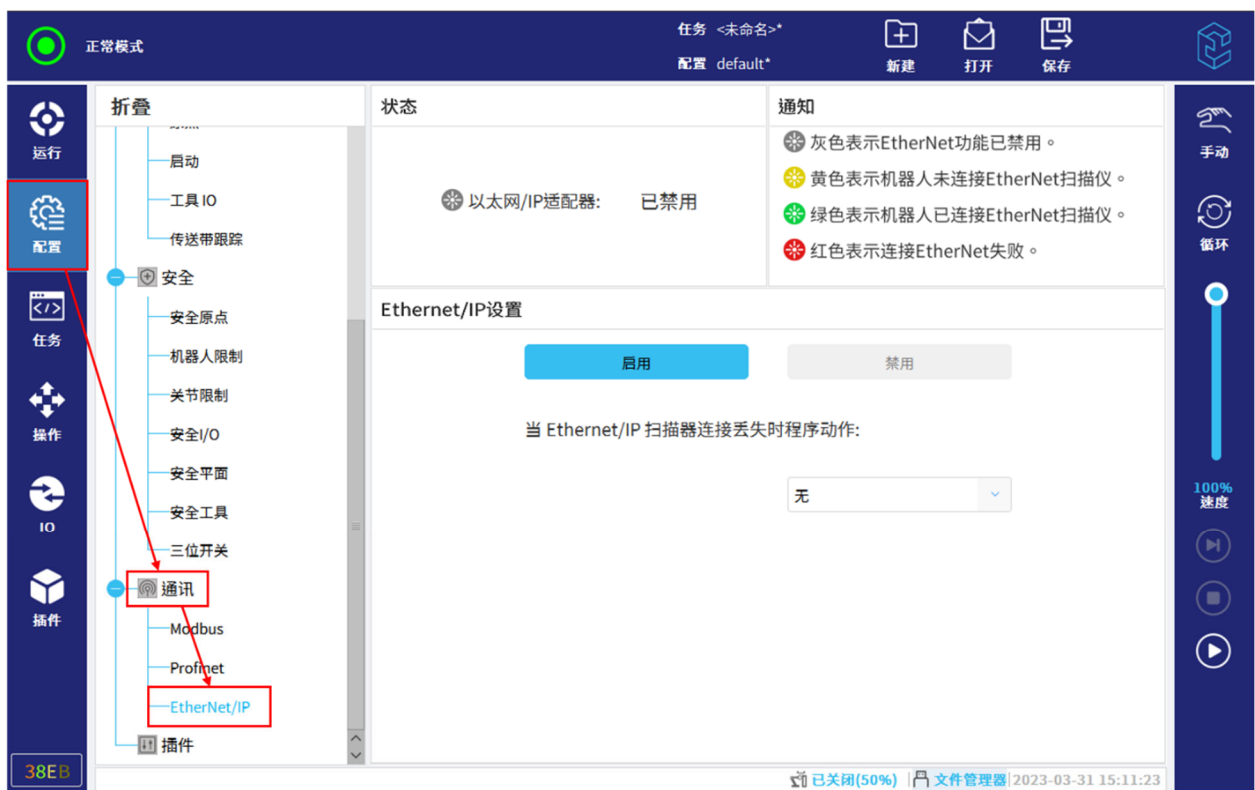 正常模式
任务 <未命名>*
配置 default*
新建
打开
保存
运行
配置
任务
操作
IO
插件
38EB
折叠
启动
工具 IO
传送带跟踪
安全
安全原点
机器人限制
关节限制
安全I/O
安全平面
安全工具
三位开关
通讯
Modbus
Profinet
EtherNet/IP
插件
状态
以太网/IP适配器: 已禁用
通知
灰色表示EtherNet功能已禁用。
黄色表示机器人未连接EtherNet扫描仪。
绿色表示机器人已连接EtherNet扫描仪。
红色表示连接EtherNet失败。
Ethernet/IP设置
启用
禁用
当 Ethernet/IP 扫描器连接丢失时程序动作:
无
手动
循环
100%
速度
已关闭(50%)
文件管理器
2023-03-31 15:11:23